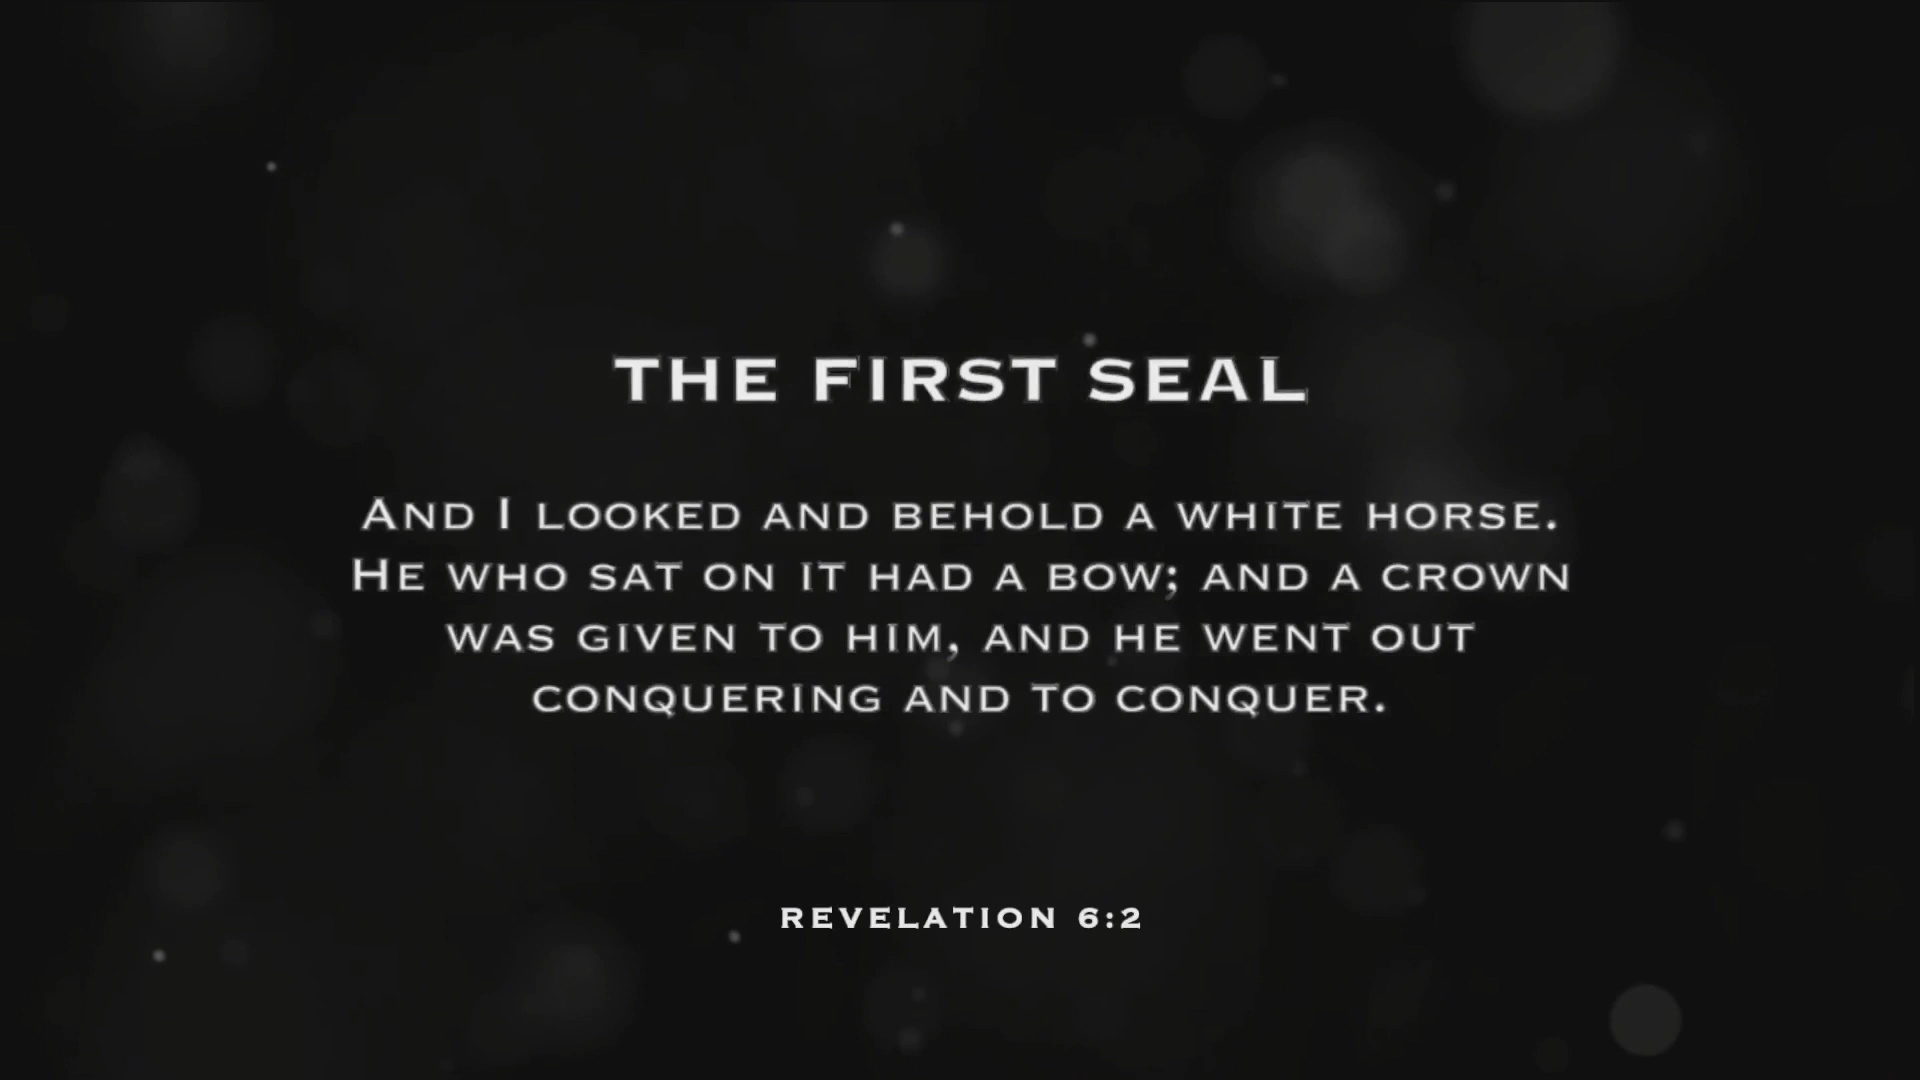 THE FIRST SEAL
AND I LOOKED AND BEHOLD A WHITE HORSE.
HE WHO SAT ON IT HAD A BOW; AND A CROWN
WAS GIVEN TO HIM, AND HE WENT OUT
CONQUERING AND TO CONQUER.
REVELATION 6:2